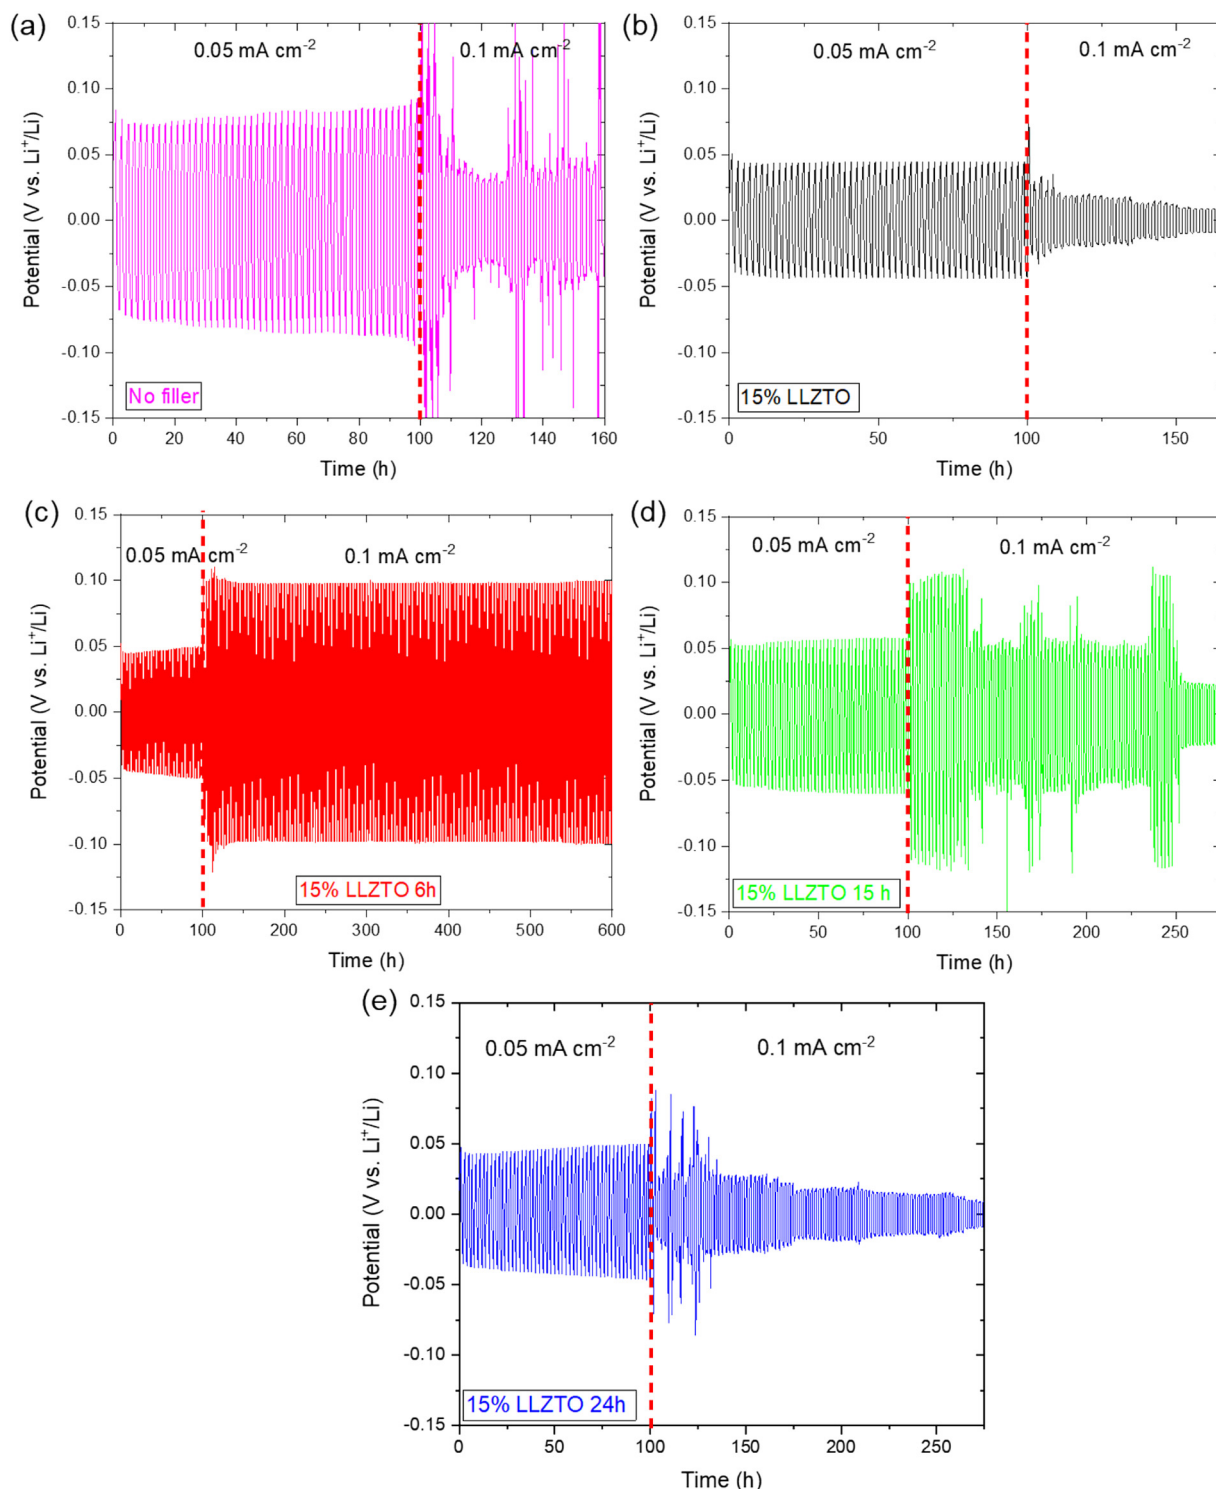 (a)
0.05 mA cm⁻²
0.1 mA cm⁻²
Potential (V vs. Li⁺/Li)
0.15
0.10
0.05
0.00
-0.05
-0.10
-0.15
No filler
0 20 40 60 80 100 120 140 160
Time (h)
(b)
0.05 mA cm⁻²
0.1 mA cm⁻²
Potential (V vs. Li⁺/Li)
0.15
0.10
0.05
0.00
-0.05
-0.10
-0.15
15% LLZTO
0 50 100 150
Time (h)
(c)
0.05 mA cm⁻²
0.1 mA cm⁻²
Potential (V vs. Li⁺/Li)
0.15
0.10
0.05
0.00
-0.05
-0.10
-0.15
15% LLZTO 6h
0 100 200 300 400 500 600
Time (h)
(d)
0.05 mA cm⁻²
0.1 mA cm⁻²
Potential (V vs. Li⁺/Li)
0.15
0.10
0.05
0.00
-0.05
-0.10
-0.15
15% LLZTO 15 h
0 50 100 150 200 250
Time (h)
(e)
0.05 mA cm⁻²
0.1 mA cm⁻²
Potential (V vs. Li⁺/Li)
0.15
0.10
0.05
0.00
-0.05
-0.10
-0.15
15% LLZTO 24h
0 50 100 150 200 250
Time (h)